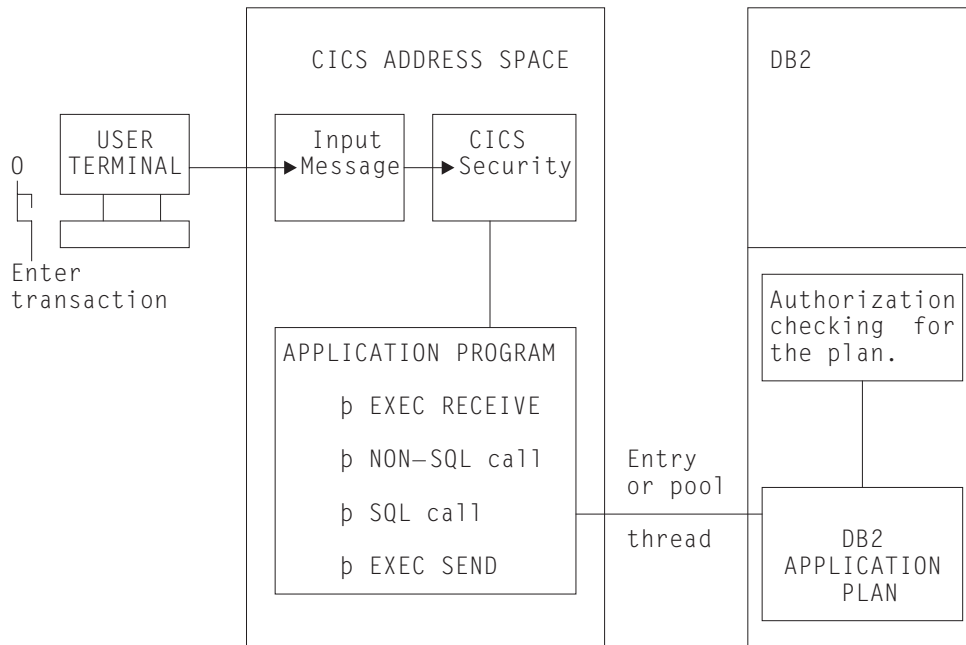 CICS ADDRESS SPACE
DB2
USER
TERMINAL
Input
Message
CICS
Security
O
Enter
transaction
Authorization
checking for
the plan.
APPLICATION PROGRAM
þ EXEC RECEIVE
þ NON–SQL call
þ SQL call
þ EXEC SEND
Entry
or pool
thread
DB2
APPLICATION
PLAN